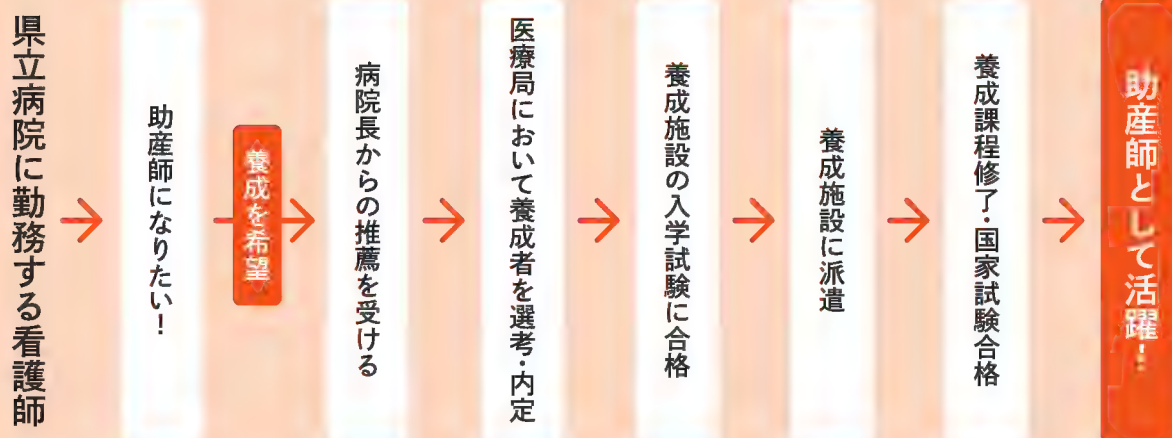 県立病院に勤務する看護師
助産師になりたい！
養成を希望
病院長からの推薦を受ける
医療局において養成者を選考・内定
養成施設の入学試験に合格
養成施設に派遣
養成課程修了・国家試験合格
助産師として活躍！